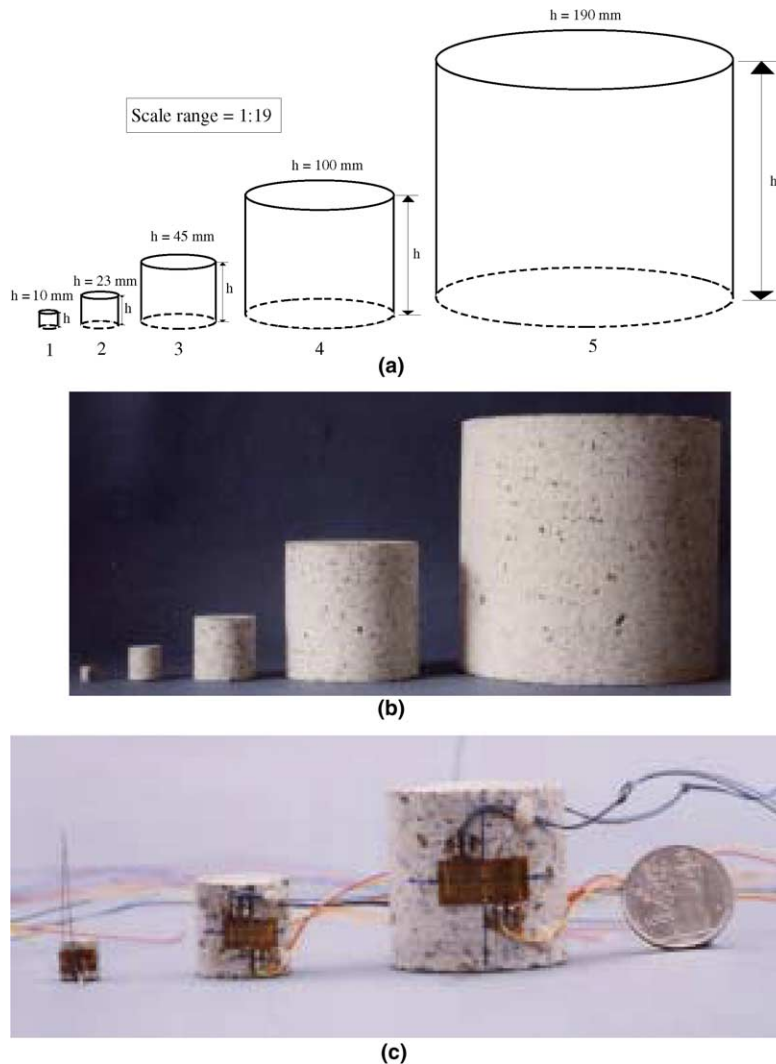 h = 190 mm
Scale range = 1:19
h = 100 mm
h = 45 mm
h = 23 mm
h = 10 mm
h
h
h
h
h
1
2
3
4
5
(a)
(b)
(c)